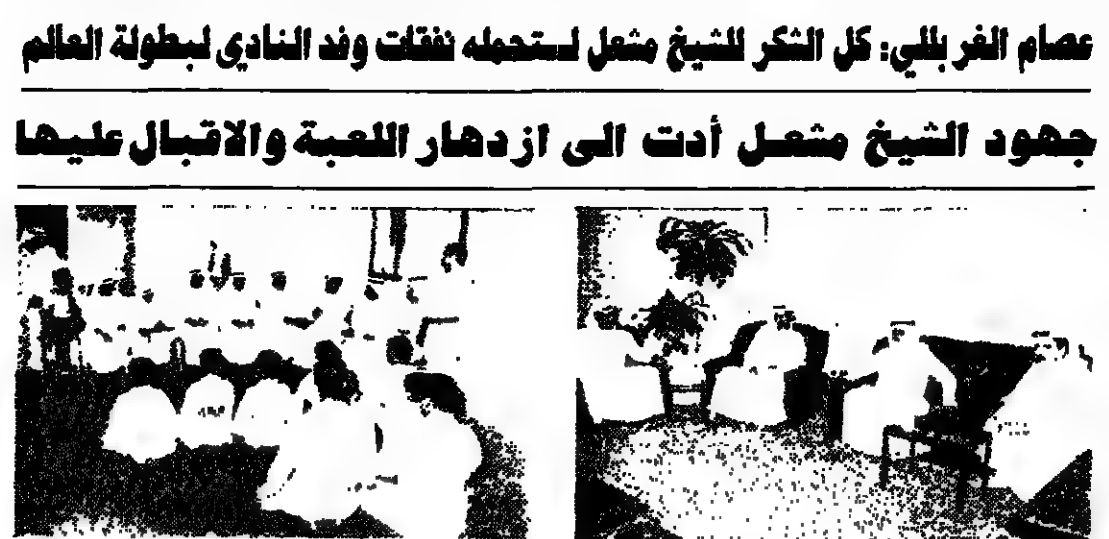 عصام الغربللي: كل الشكر للشيخ مشعل لتحمله نفقات وفد النادي لبطولة العالم
جهود الشيخ مشعل أدت الى ازدهار اللعبة والاقبال عليها